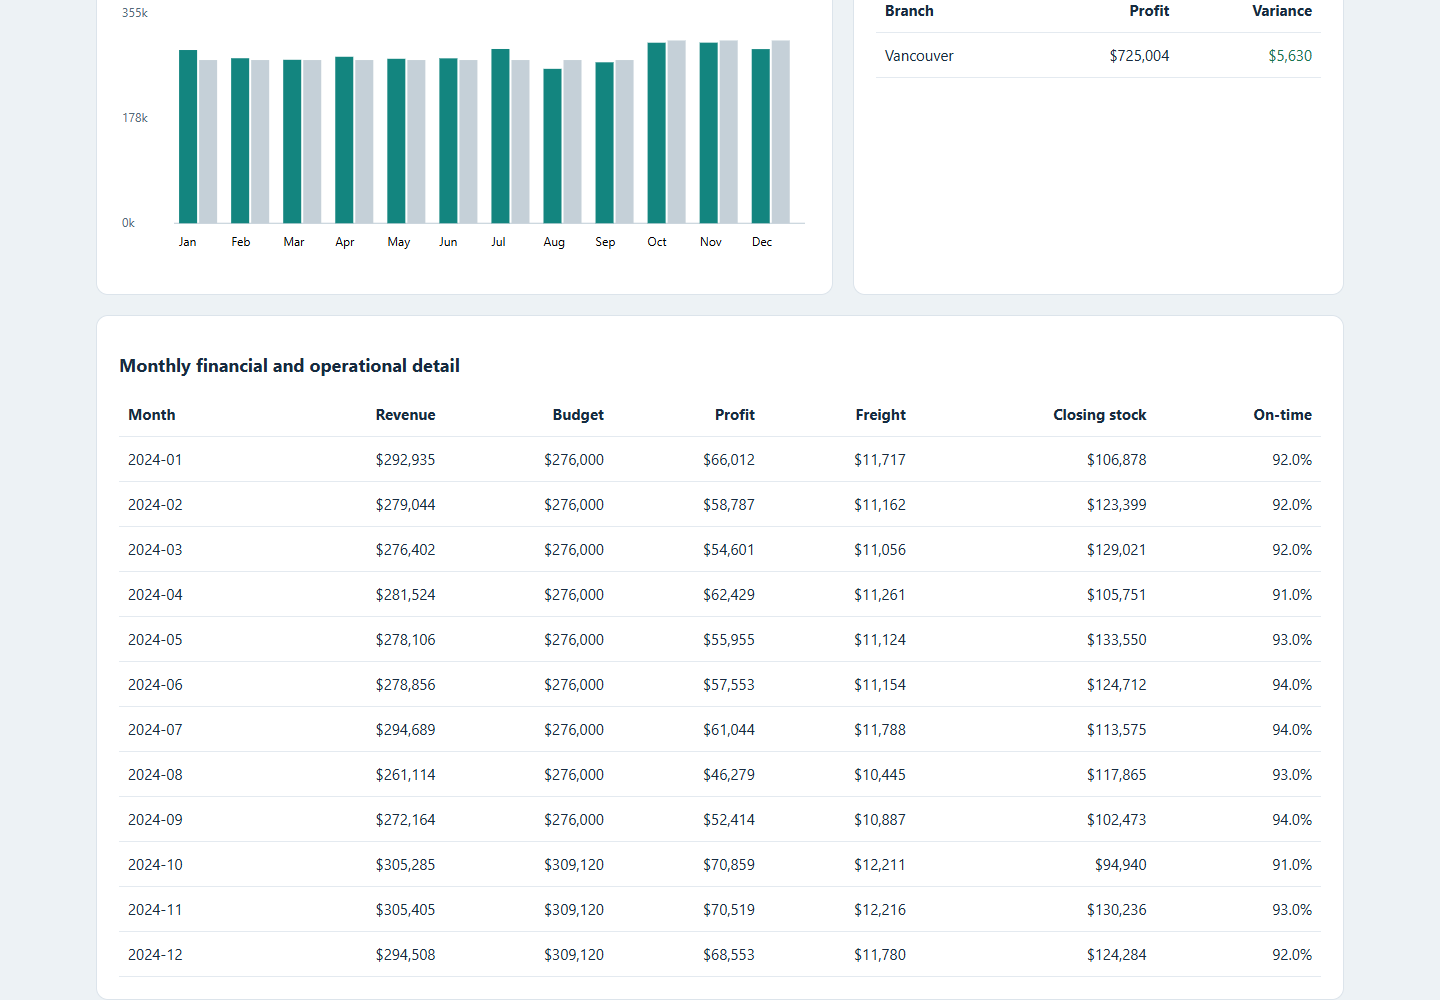 355k
178k
0k
Jan Feb Mar Apr May Jun Jul Aug Sep Oct Nov Dec
Branch Profit Variance
Vancouver $725,004 $5,630
Monthly financial and operational detail
Month Revenue Budget Profit Freight Closing stock On-time
2024-01 $292,935 $276,000 $66,012 $11,717 $106,878 92.0%
2024-02 $279,044 $276,000 $58,787 $11,162 $123,399 92.0%
2024-03 $276,402 $276,000 $54,601 $11,056 $129,021 92.0%
2024-04 $281,524 $276,000 $62,429 $11,261 $105,751 91.0%
2024-05 $278,106 $276,000 $55,955 $11,124 $133,550 93.0%
2024-06 $278,856 $276,000 $57,553 $11,154 $124,712 94.0%
2024-07 $294,689 $276,000 $61,044 $11,788 $113,575 94.0%
2024-08 $261,114 $276,000 $46,279 $10,445 $117,865 93.0%
2024-09 $272,164 $276,000 $52,414 $10,887 $102,473 94.0%
2024-10 $305,285 $309,120 $70,859 $12,211 $94,940 91.0%
2024-11 $305,405 $309,120 $70,519 $12,216 $130,236 93.0%
2024-12 $294,508 $309,120 $68,553 $11,780 $124,284 92.0%